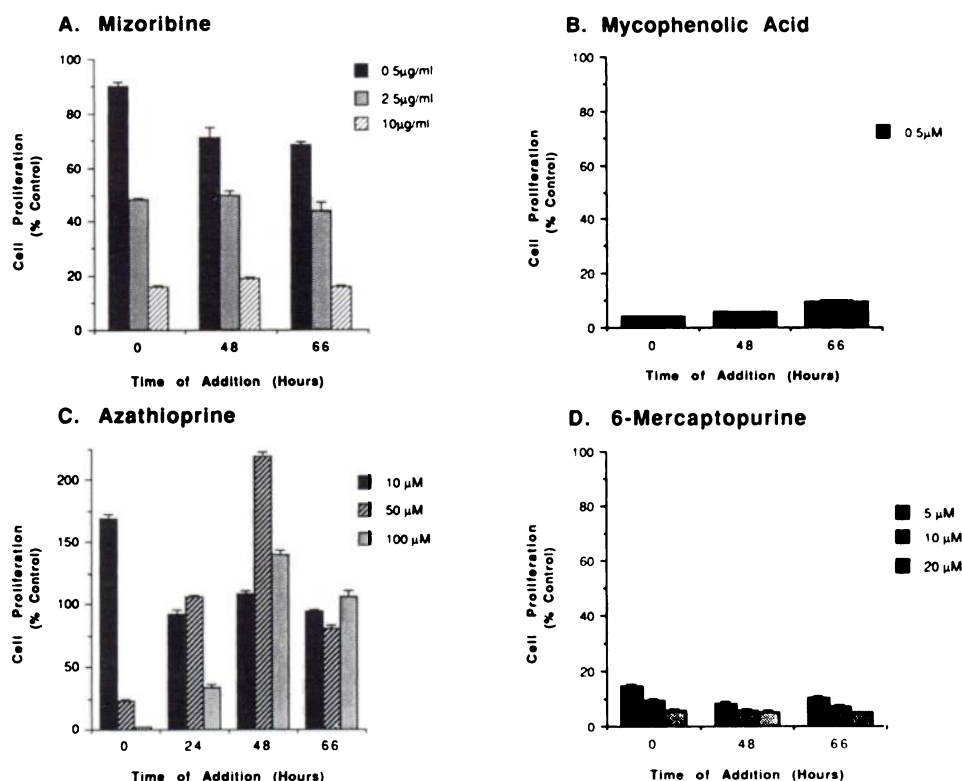 A. Mizoribine
100
80
60
40
20
0
Cell Proliferation
(% Control)
0 48 66
Time of Addition (Hours)
0 5µg/ml
2 5µg/ml
10µg/ml
B. Mycophenolic Acid
100
80
60
40
20
0
Cell Proliferation
(% Control)
0 48 66
Time of Addition (Hours)
0 5µM
C. Azathioprine
200
150
100
50
0
Cell Proliferation
(% Control)
0 24 48 66
Time of Addition (Hours)
10 µM
50 µM
100 µM
D. 6-Mercaptopurine
100
80
60
40
20
0
Cell Proliferation
(% Control)
0 48 66
Time of Addition (Hours)
5 µM
10 µM
20 µM